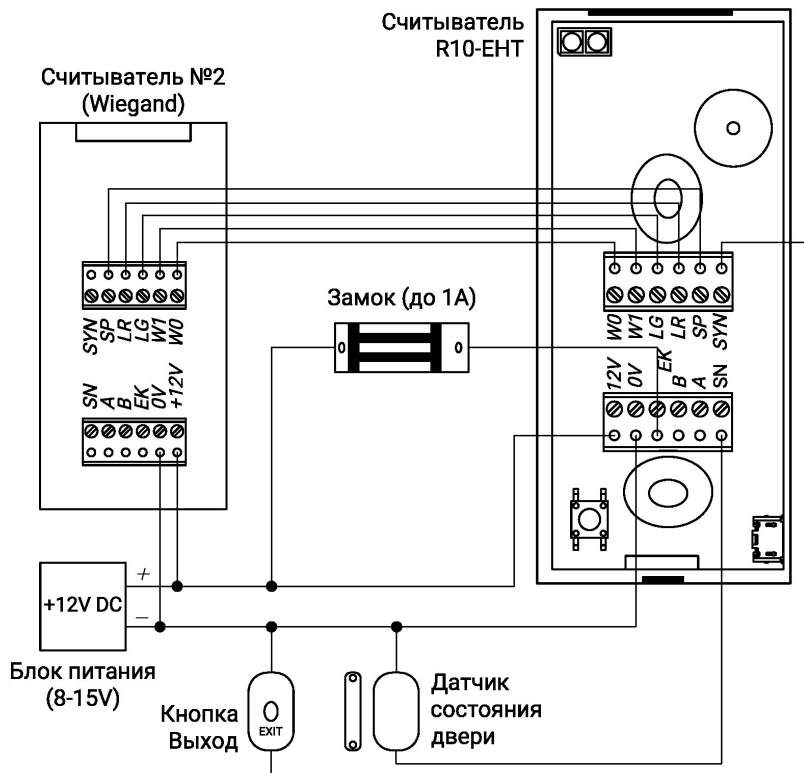 Считыватель
R10-EHT
Считыватель №2
(Wiegand)
SYN SP LR LG W1 W0
SN A B EK 0V +12V
Замок (до 1А)
W0 W1 LG LR SP SYN
12V 0V EK B A SN
+
+12V DC
–
Блок питания
(8-15V)
Кнопка
Выход
EXIT
Датчик
состояния
двери